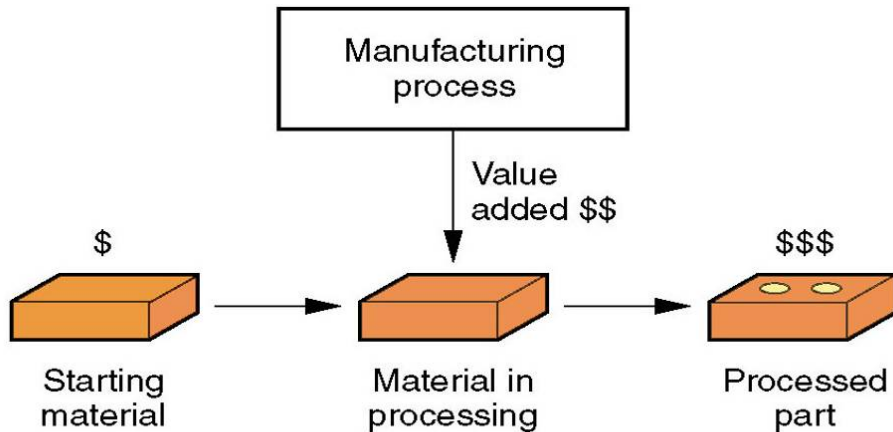 Manufacturing
process
Value
added $$
$
$$$
Starting
material
Material in
processing
Processed
part